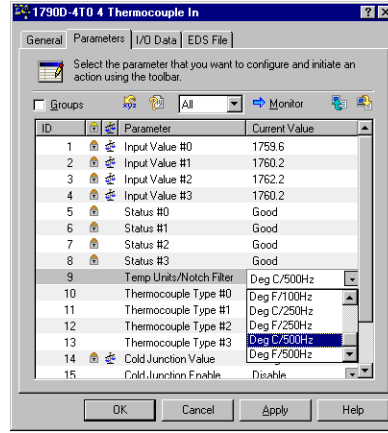 1790D-4T0 4 Thermocouple In
General Parameters I/O Data EDS File
Select the parameter that you want to configure and initiate an
action using the toolbar.
Groups All Monitor
ID Parameter Current Value
1 Input Value #0 1759.6
2 Input Value #1 1760.2
3 Input Value #2 1762.2
4 Input Value #3 1760.2
5 Status #0 Good
6 Status #1 Good
7 Status #2 Good
8 Status #3 Good
9 Temp Units/Notch Filter Deg C/500Hz
10 Thermocouple Type #0 Deg F/100Hz
11 Thermocouple Type #1 Deg C/250Hz
12 Thermocouple Type #2 Deg F/250Hz
13 Thermocouple Type #3 Deg C/500Hz
14 Cold Junction Value Deg F/500Hz
15 Cold Junction Enable Disable
OK Cancel Apply Help